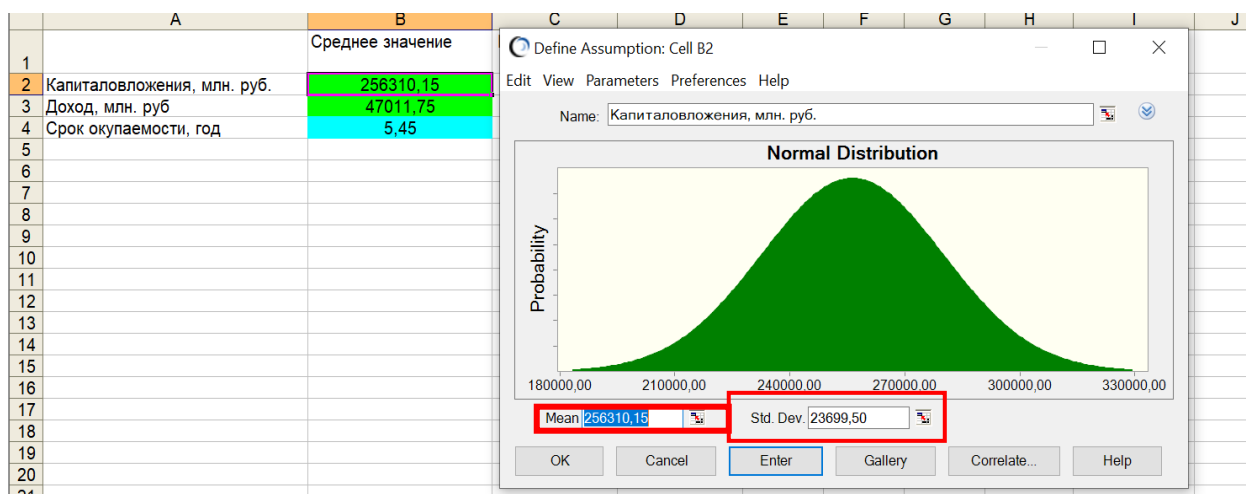 A B C D E F G H I J
1 Среднее значение
2 Капиталовложения, млн. руб. 256310,15
3 Доход, млн. руб 47011,75
4 Срок окупаемости, год 5,45
5
6
7
8
9
10
11
12
13
14
15
16
17
18
19
20
21
Define Assumption: Cell B2
Edit View Parameters Preferences Help
Name: Капиталовложения, млн. руб.
Normal Distribution
Probability
180000,00 210000,00 240000,00 270000,00 300000,00 330000,00
Mean 256310,15 Std. Dev. 23699,50
OK Cancel Enter Gallery Correlate... Help